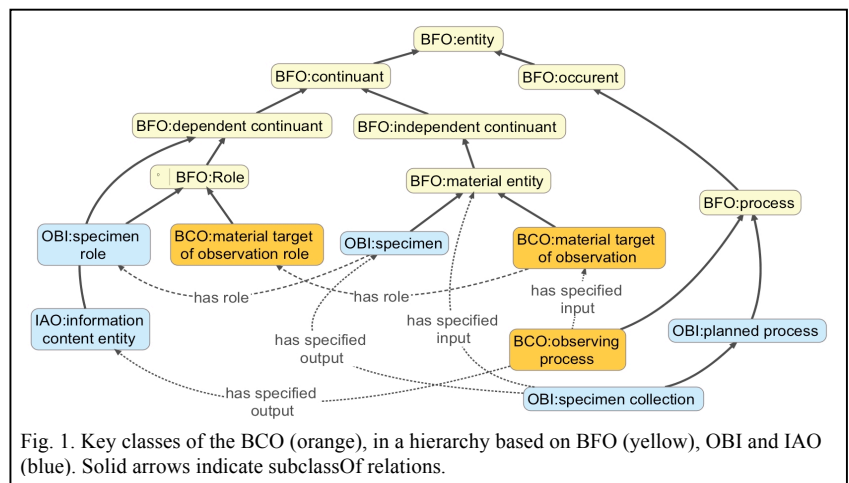 BFO:entity
BFO:continuant
BFO:occurent
BFO:dependent continuant
BFO:independent continuant
BFO:Role
BFO:material entity
BFO:process
OBI:specimen
role
BCO:material target
of observation role
OBI:specimen
BCO:material target
of observation
has role
has role
has specified
input
has specified
input
IAO:information
content entity
has specified
output
BCO:observing
process
OBI:planned process
has specified
output
OBI:specimen collection
Fig. 1. Key classes of the BCO (orange), in a hierarchy based on BFO (yellow), OBI and IAO
(blue). Solid arrows indicate subclassOf relations.